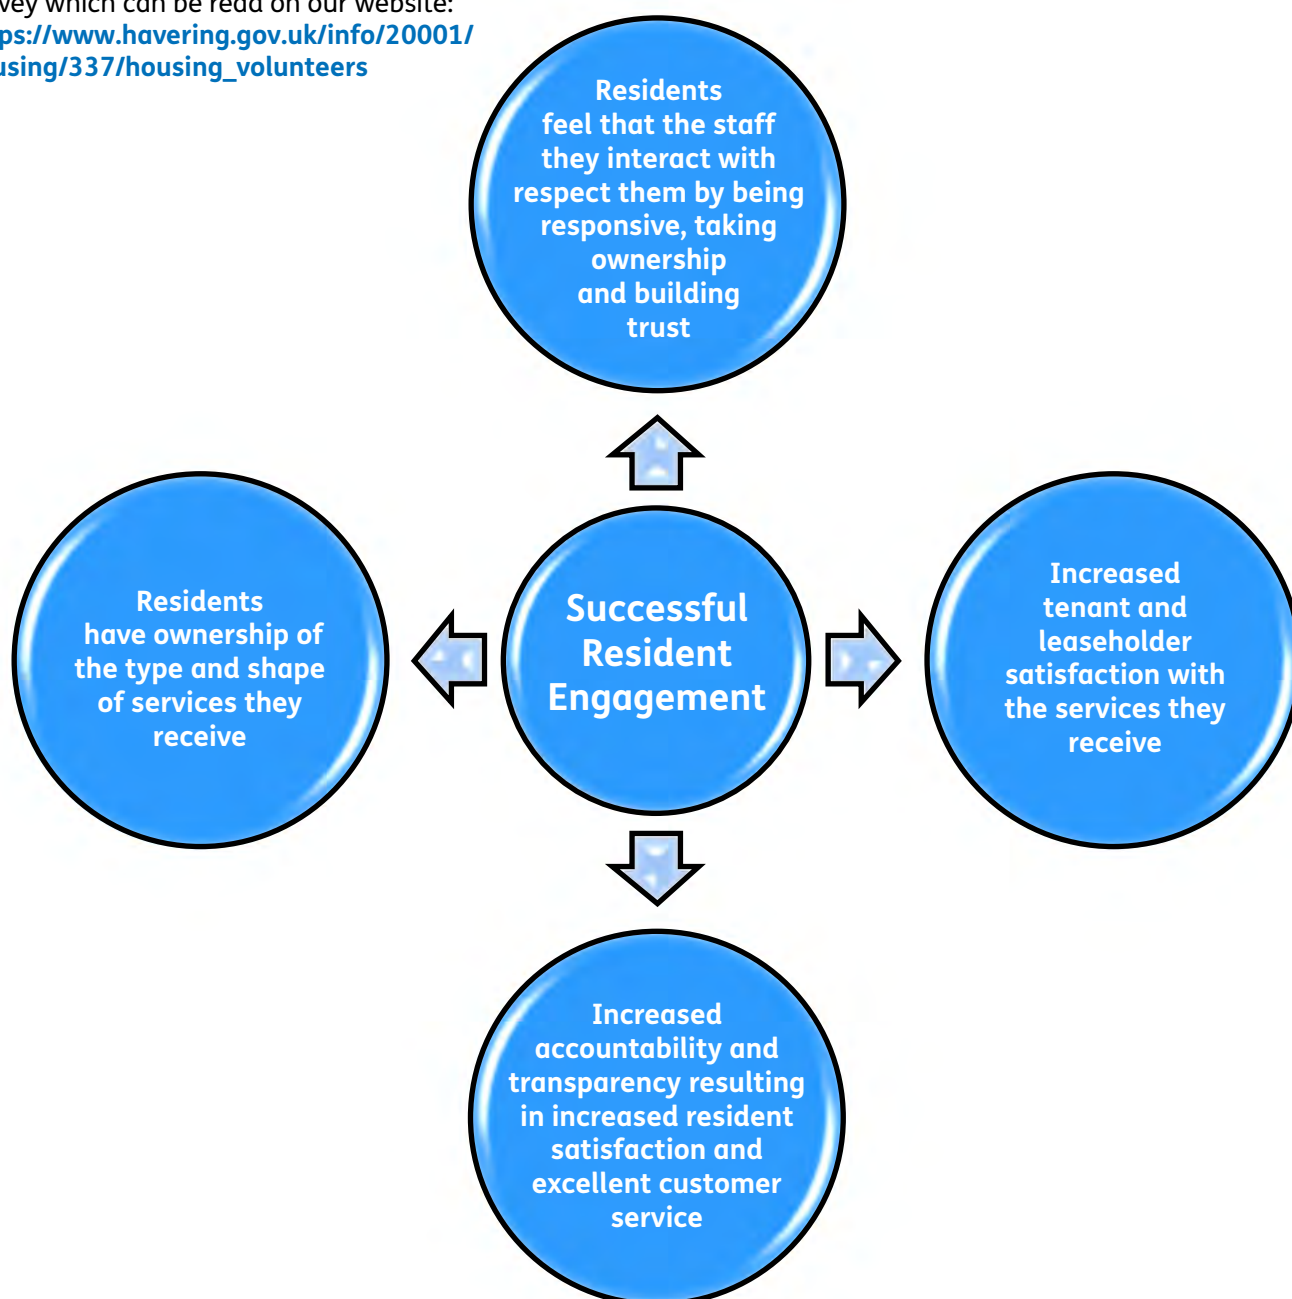 vey which can be read on our website:
ps://www.havering.gov.uk/info/20001/
using/337/housing_volunteers
Residents
feel that the staff
they interact with
respect them by being
responsive, taking
ownership
and building
trust
Residents
have ownership of
the type and shape
of services they
receive
Successful
Resident
Engagement
Increased
tenant and
leaseholder
satisfaction with
the services they
receive
Increased
accountability and
transparency resulting
in increased resident
satisfaction and
excellent customer
service